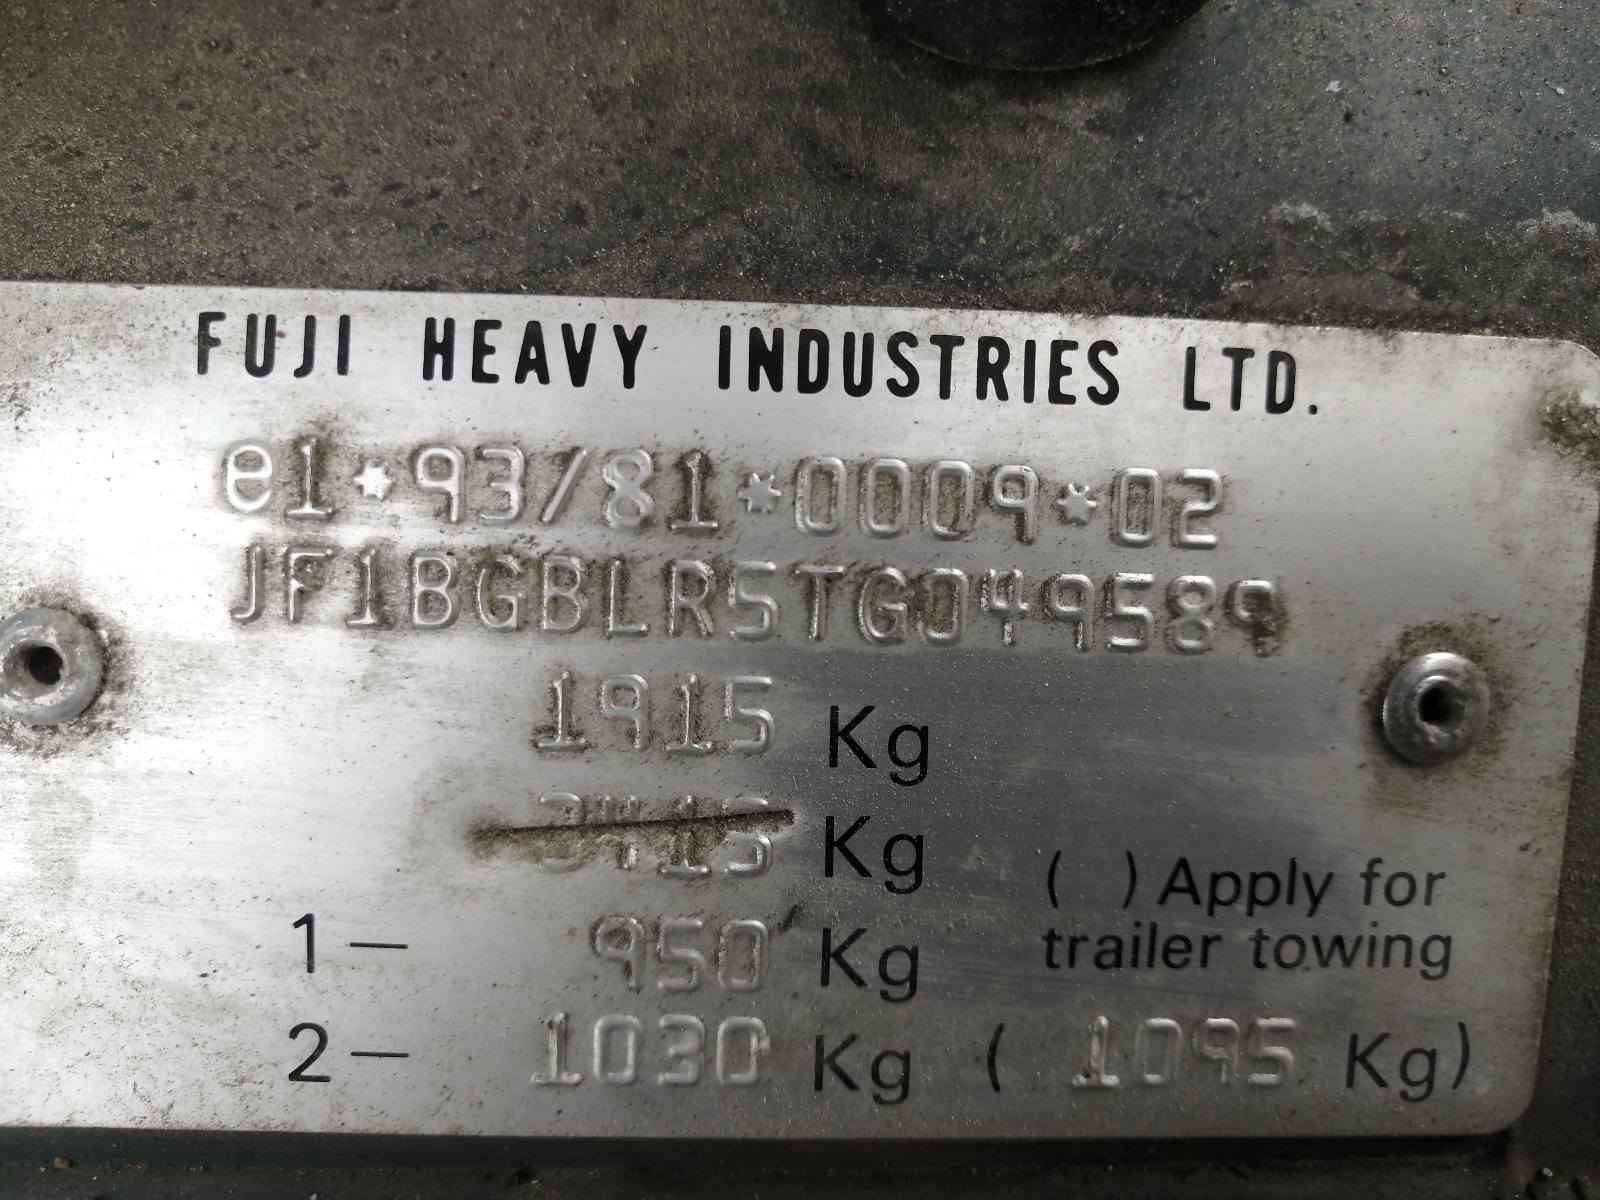 FUJI HEAVY INDUSTRIES LTD.
e1*93/81*0009*02
JF1BGBLR5TG049589
1915 Kg
3415 Kg
1— 950 Kg
2— 1030 Kg ( 1095 Kg)
( ) Apply for
trailer towing